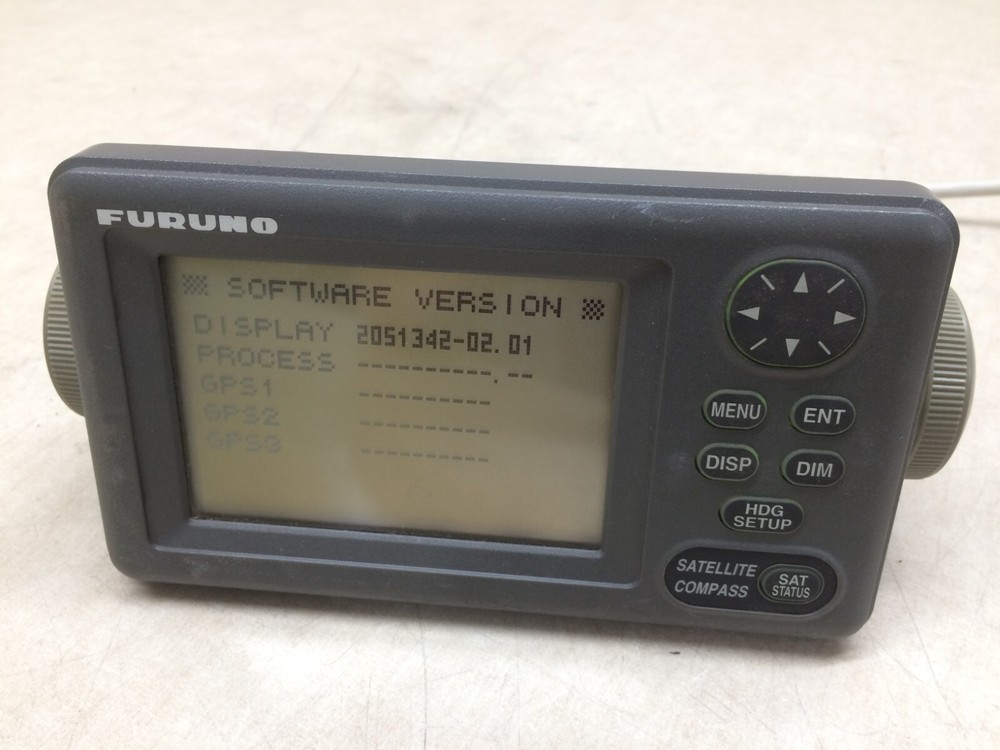 FURUNO
SOFTWARE VERSION
DISPLAY 2051342-02.01
PROCESS ----------.--
GPS1 ----------
GPS2 ----------
GPS3 ----------
MENU ENT
DISP DIM
HDG
SETUP
SATELLITE
COMPASS
SAT
STATUS